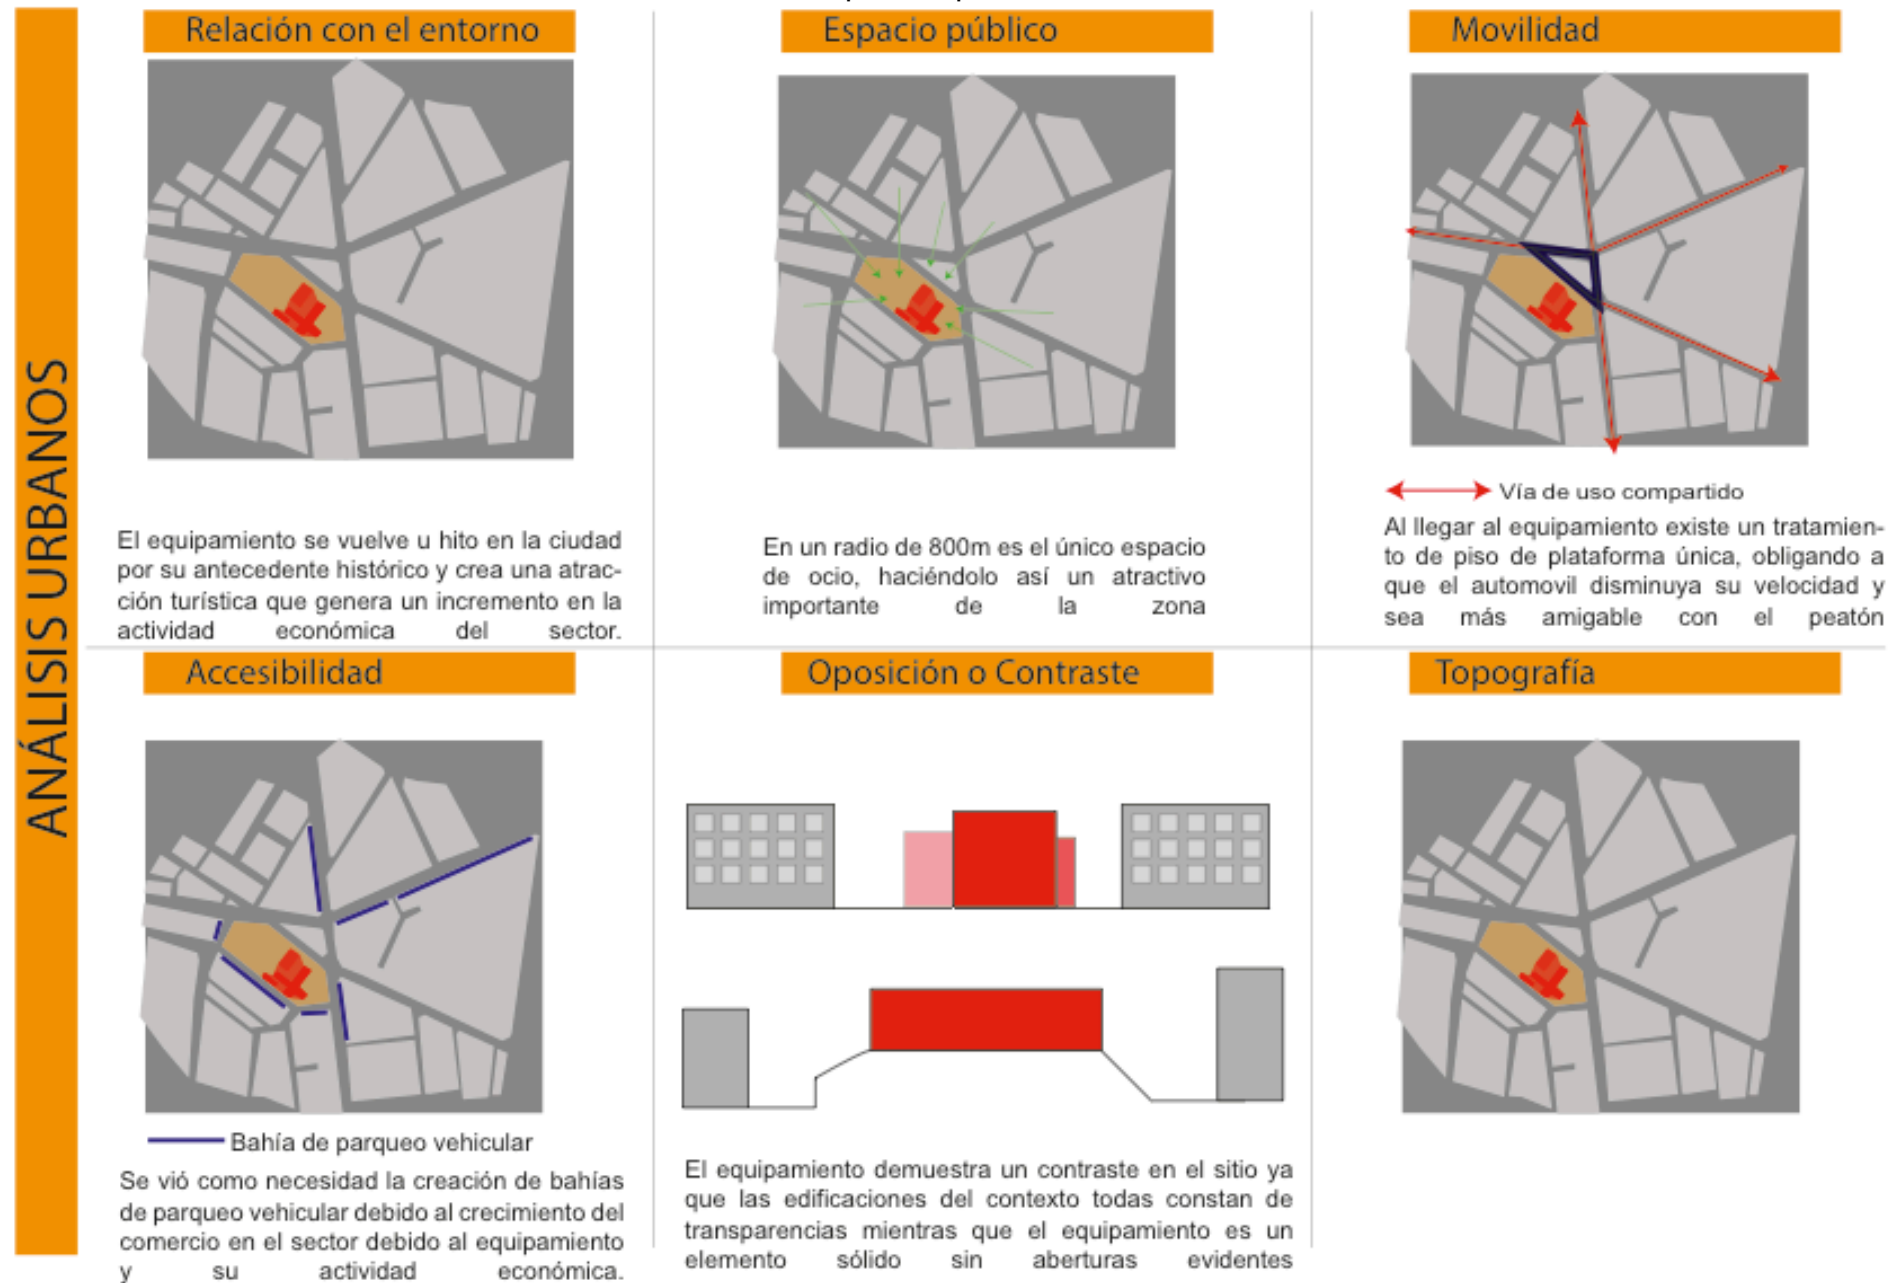 ANÁLISIS URBANOS
Relación con el entorno
El equipamiento se vuelve u hito en la ciudad
por su antecedente histórico y crea una atrac-
ción turística que genera un incremento en la
actividad económica del sector.
Espacio público
En un radio de 800m es el único espacio
de ocio, haciéndolo así un atractivo
importante de la zona
Movilidad
Vía de uso compartido
Al llegar al equipamiento existe un tratamien-
to de piso de plataforma única, obligando a
que el automovil disminuya su velocidad y
sea más amigable con el peatón
Accesibilidad
Bahía de parqueo vehicular
Se vió como necesidad la creación de bahías
de parqueo vehicular debido al crecimiento del
comercio en el sector debido al equipamiento
y su actividad económica.
Oposición o Contraste
El equipamiento demuestra un contraste en el sitio ya
que las edificaciones del contexto todas constan de
transparencias mientras que el equipamiento es un
elemento sólido sin aberturas evidentes
Topografía